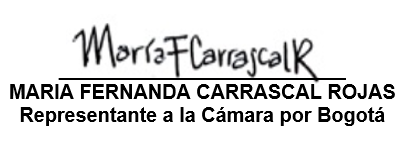 MaríaFCarrascalR
MARIA FERNANDA CARRASCAL ROJAS
Representante a la Cámara por Bogotá